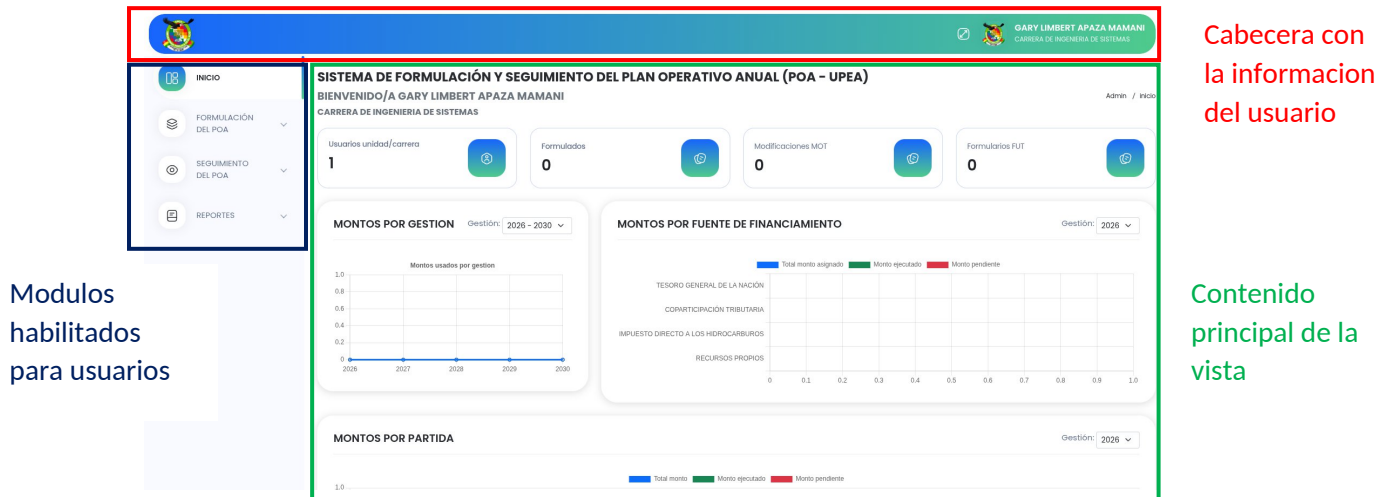 GARY LIMBERT APAZA MAMANI
CARRERA DE INGENIERIA DE SISTEMAS
Cabecera con
la informacion
del usuario
INICIO
FORMULACIÓN
DEL POA
SEGUIMIENTO
DEL POA
REPORTES
Modulos
habilitados
para usuarios
SISTEMA DE FORMULACIÓN Y SEGUIMIENTO DEL PLAN OPERATIVO ANUAL (POA - UPEA)
BIENVENIDO/A GARY LIMBERT APAZA MAMANI
Admin / Inicio
CARRERA DE INGENIERIA DE SISTEMAS
Usuarios unidad/carrera
1
Formulados
0
Modificaciones MOT
0
Formularios FUT
0
MONTOS POR GESTION
Gestión: 2026 - 2030
Montos usados por gestion
1.0
0.8
0.6
0.4
0.2
0
2026 2027 2028 2029 2030
MONTOS POR FUENTE DE FINANCIAMIENTO
Gestión: 2026
Total monto asignado Monto ejecutado Monto pendiente
TESORO GENERAL DE LA NACIÓN
COPARTICIPACIÓN TRIBUTARIA
IMPUESTO DIRECTO A LOS HIDROCARBUROS
RECURSOS PROPIOS
0 0.1 0.2 0.3 0.4 0.5 0.6 0.7 0.8 0.9 1.0
Contenido
principal de la
vista
MONTOS POR PARTIDA
Gestión: 2026
Total monto Monto ejecutado Monto pendiente
1.0